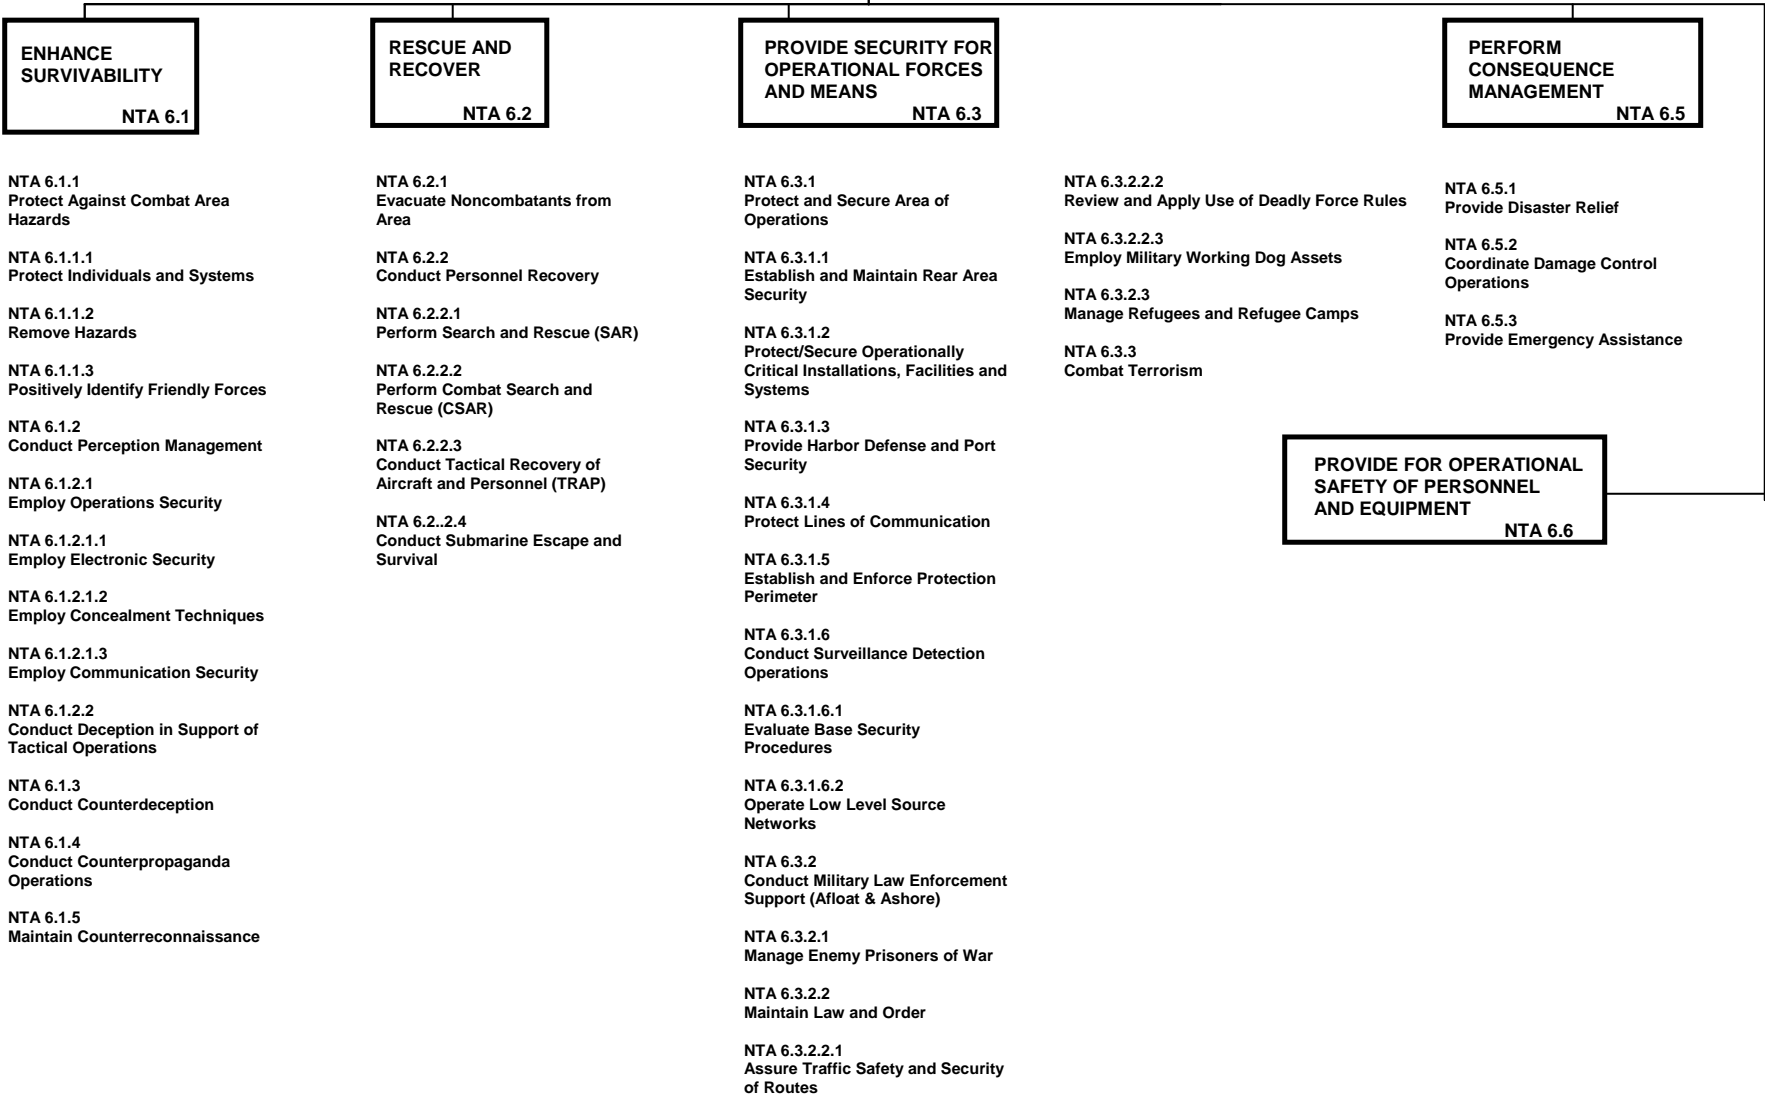 ENHANCE
SURVIVABILITY
NTA 6.1
NTA 6.1.1
Protect Against Combat Area
Hazards
NTA 6.1.1.1
Protect Individuals and Systems
NTA 6.1.1.2
Remove Hazards
NTA 6.1.1.3
Positively Identify Friendly Forces
NTA 6.1.2
Conduct Perception Management
NTA 6.1.2.1
Employ Operations Security
NTA 6.1.2.1.1
Employ Electronic Security
NTA 6.1.2.1.2
Employ Concealment Techniques
NTA 6.1.2.1.3
Employ Communication Security
NTA 6.1.2.2
Conduct Deception in Support of
Tactical Operations
NTA 6.1.3
Conduct Counterdeception
NTA 6.1.4
Conduct Counterpropaganda
Operations
NTA 6.1.5
Maintain Counterreconnaissance
RESCUE AND
RECOVER
NTA 6.2
NTA 6.2.1
Evacuate Noncombatants from
Area
NTA 6.2.2
Conduct Personnel Recovery
NTA 6.2.2.1
Perform Search and Rescue (SAR)
NTA 6.2.2.2
Perform Combat Search and
Rescue (CSAR)
NTA 6.2.2.3
Conduct Tactical Recovery of
Aircraft and Personnel (TRAP)
NTA 6.2..2.4
Conduct Submarine Escape and
Survival
PROVIDE SECURITY FOR
OPERATIONAL FORCES
AND MEANS
NTA 6.3
NTA 6.3.1
Protect and Secure Area of
Operations
NTA 6.3.1.1
Establish and Maintain Rear Area
Security
NTA 6.3.1.2
Protect/Secure Operationally
Critical Installations, Facilities and
Systems
NTA 6.3.1.3
Provide Harbor Defense and Port
Security
NTA 6.3.1.4
Protect Lines of Communication
NTA 6.3.1.5
Establish and Enforce Protection
Perimeter
NTA 6.3.1.6
Conduct Surveillance Detection
Operations
NTA 6.3.1.6.1
Evaluate Base Security
Procedures
NTA 6.3.1.6.2
Operate Low Level Source
Networks
NTA 6.3.2
Conduct Military Law Enforcement
Support (Afloat & Ashore)
NTA 6.3.2.1
Manage Enemy Prisoners of War
NTA 6.3.2.2
Maintain Law and Order
NTA 6.3.2.2.1
Assure Traffic Safety and Security
of Routes
NTA 6.3.2.2.2
Review and Apply Use of Deadly Force Rules
NTA 6.3.2.2.3
Employ Military Working Dog Assets
NTA 6.3.2.3
Manage Refugees and Refugee Camps
NTA 6.3.3
Combat Terrorism
PERFORM
CONSEQUENCE
MANAGEMENT
NTA 6.5
NTA 6.5.1
Provide Disaster Relief
NTA 6.5.2
Coordinate Damage Control
Operations
NTA 6.5.3
Provide Emergency Assistance
PROVIDE FOR OPERATIONAL
SAFETY OF PERSONNEL
AND EQUIPMENT
NTA 6.6